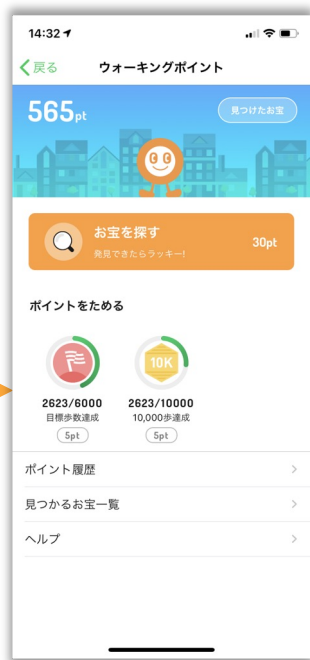 14:32
戻る ウォーキングポイント
565pt 見つけたお宝
お宝を探す
発見できたらラッキー!
30pt
ポイントをためる
10K
2623/6000 2623/10000
目標歩数達成 10,000歩達成
5pt 5pt
ポイント履歴
見つかるお宝一覧
ヘルプ